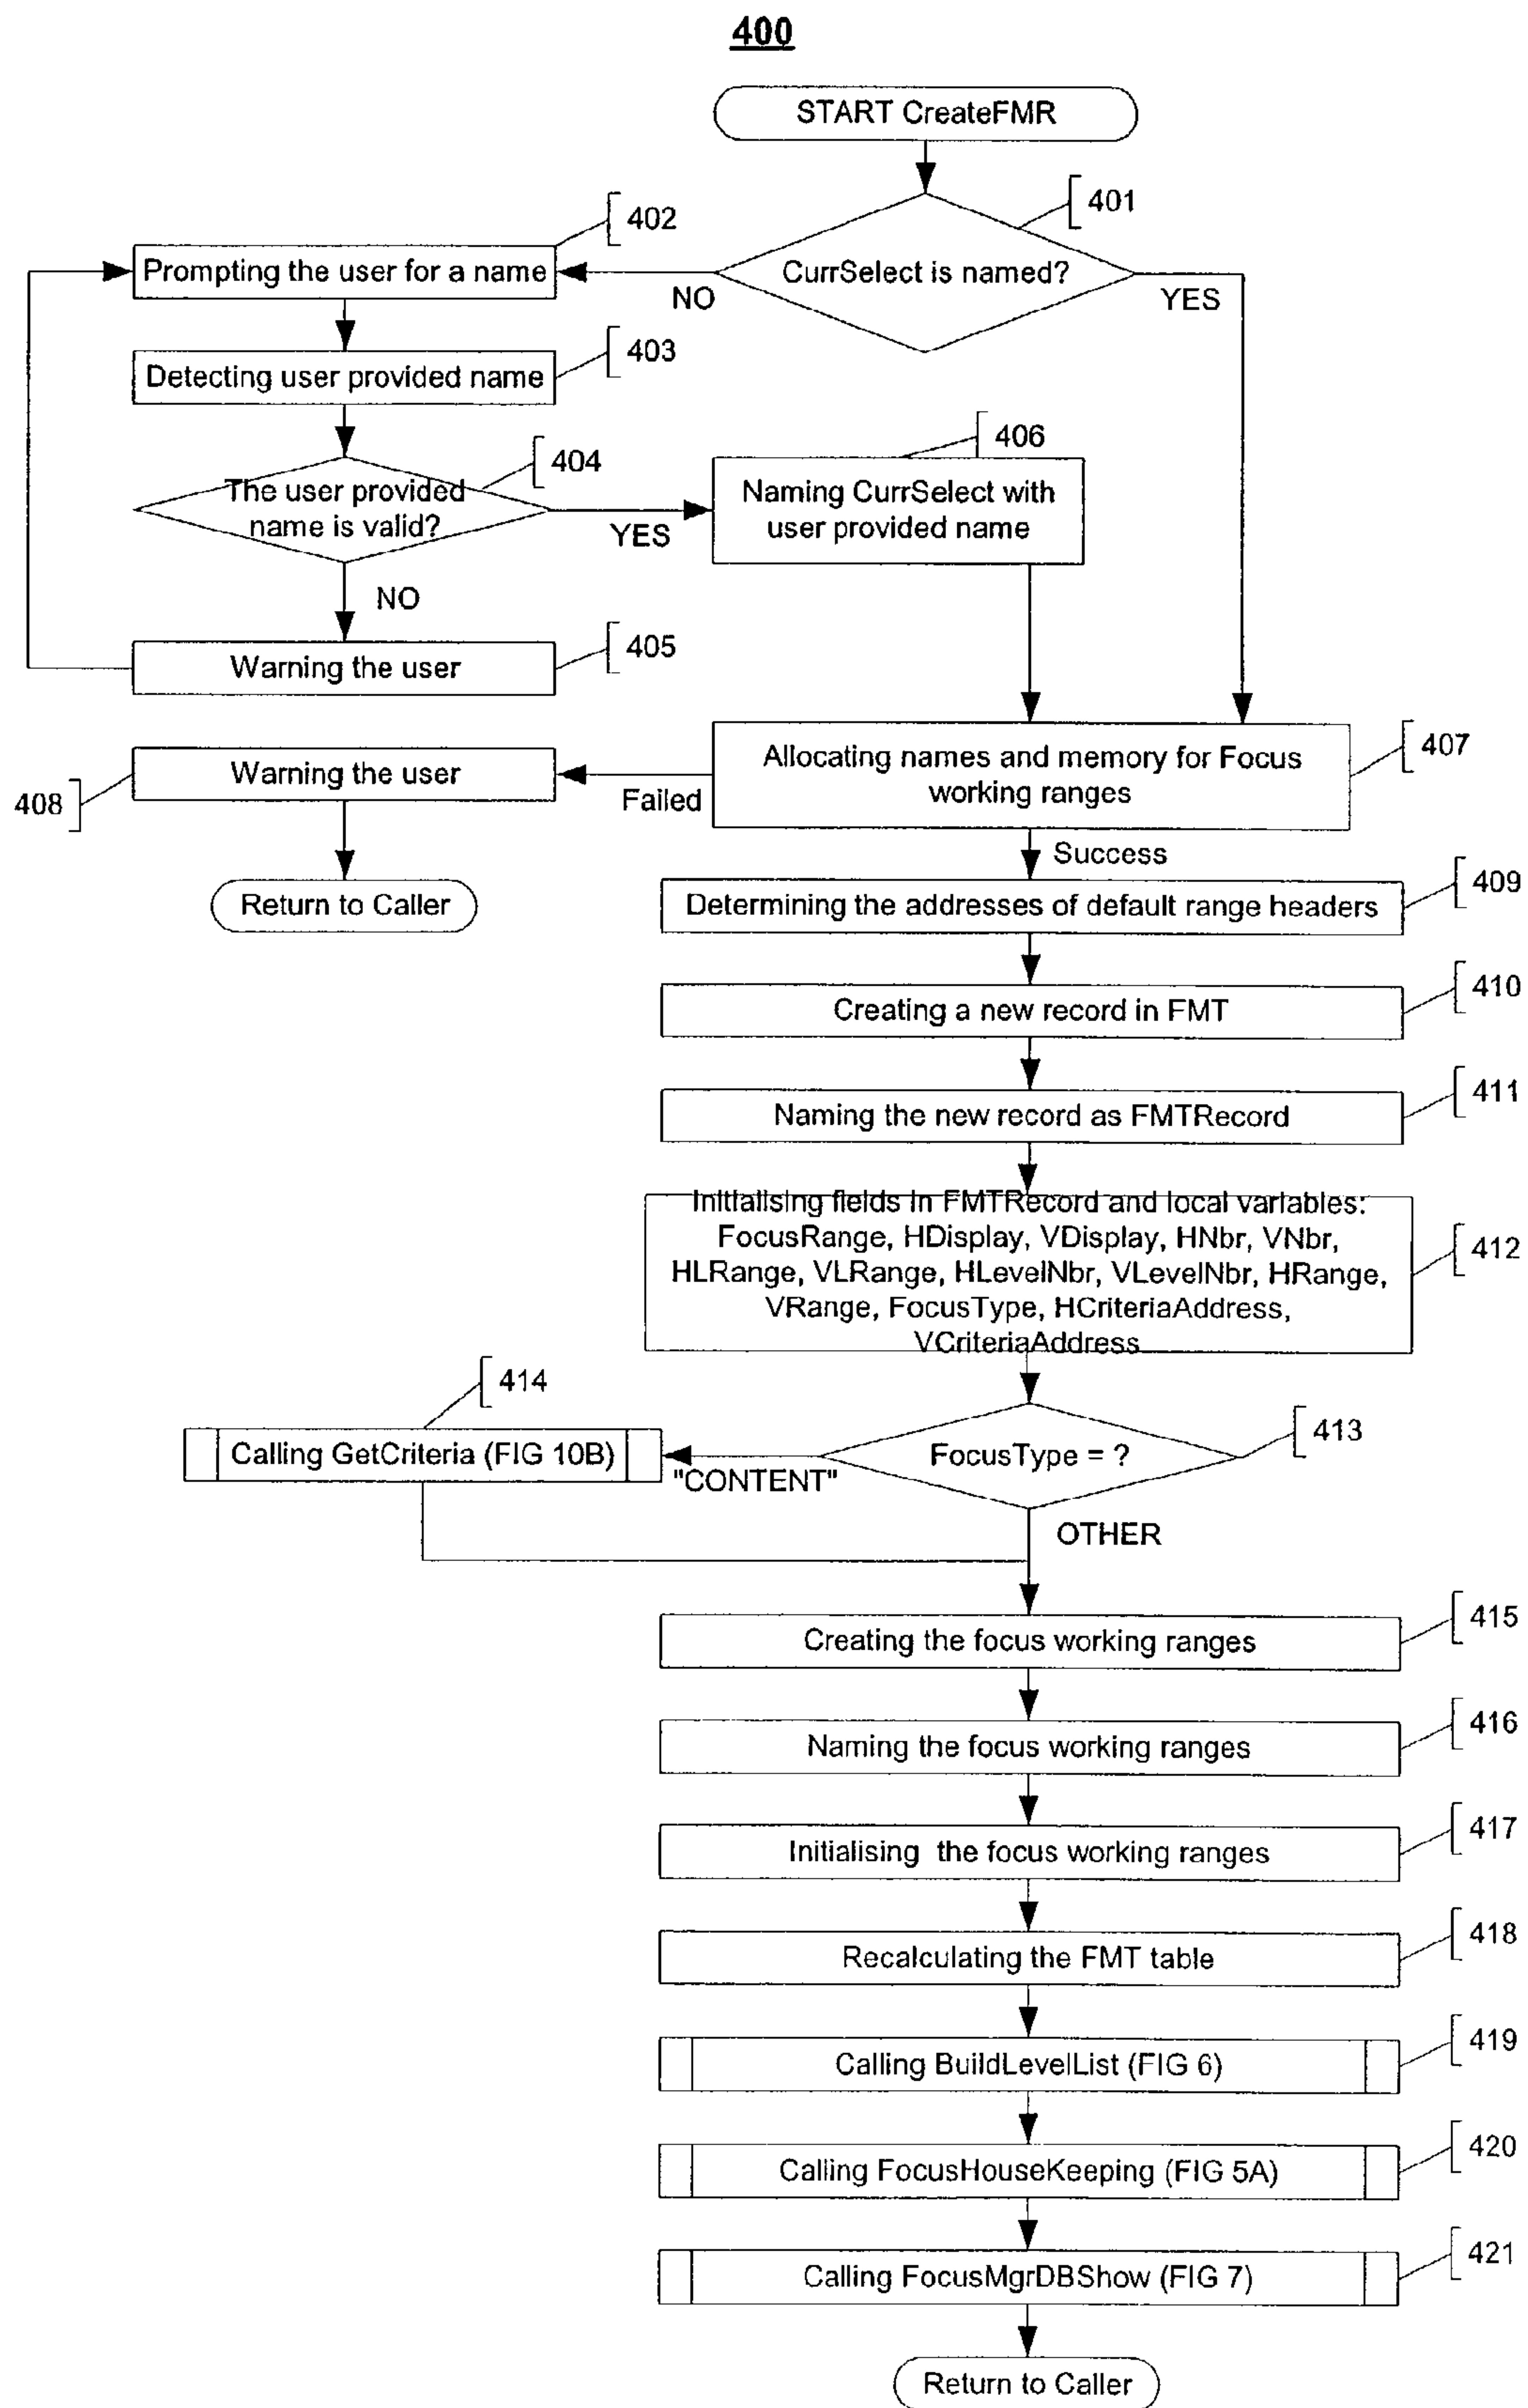 400
START CreateFMR
401
402
Prompting the user for a name
CurrSelect is named?
NO
YES
403
Detecting user provided name
404
406
The user provided
name is valid?
YES
Naming CurrSelect with
user provided name
NO
405
Warning the user
407
Allocating names and memory for Focus
working ranges
Warning the user
408
Failed
Success
Return to Caller
409
Determining the addresses of default range headers
410
Creating a new record in FMT
411
Naming the new record as FMTRecord
412
Initialising fields in FMTRecord and local variables:
FocusRange, HDisplay, VDisplay, HNbr, VNbr,
HLRange, VLRange, HLevelNbr, VLevelNbr, HRange,
VRange, FocusType, HCriteriaAddress,
VCriteriaAddress
414
413
Calling GetCriteria (FIG 10B)
FocusType = ?
"CONTENT"
OTHER
415
Creating the focus working ranges
416
Naming the focus working ranges
417
Initialising the focus working ranges
418
Recalculating the FMT table
419
Calling BuildLevelList (FIG 6)
420
Calling FocusHouseKeeping (FIG 5A)
421
Calling FocusMgrDBShow (FIG 7)
Return to Caller